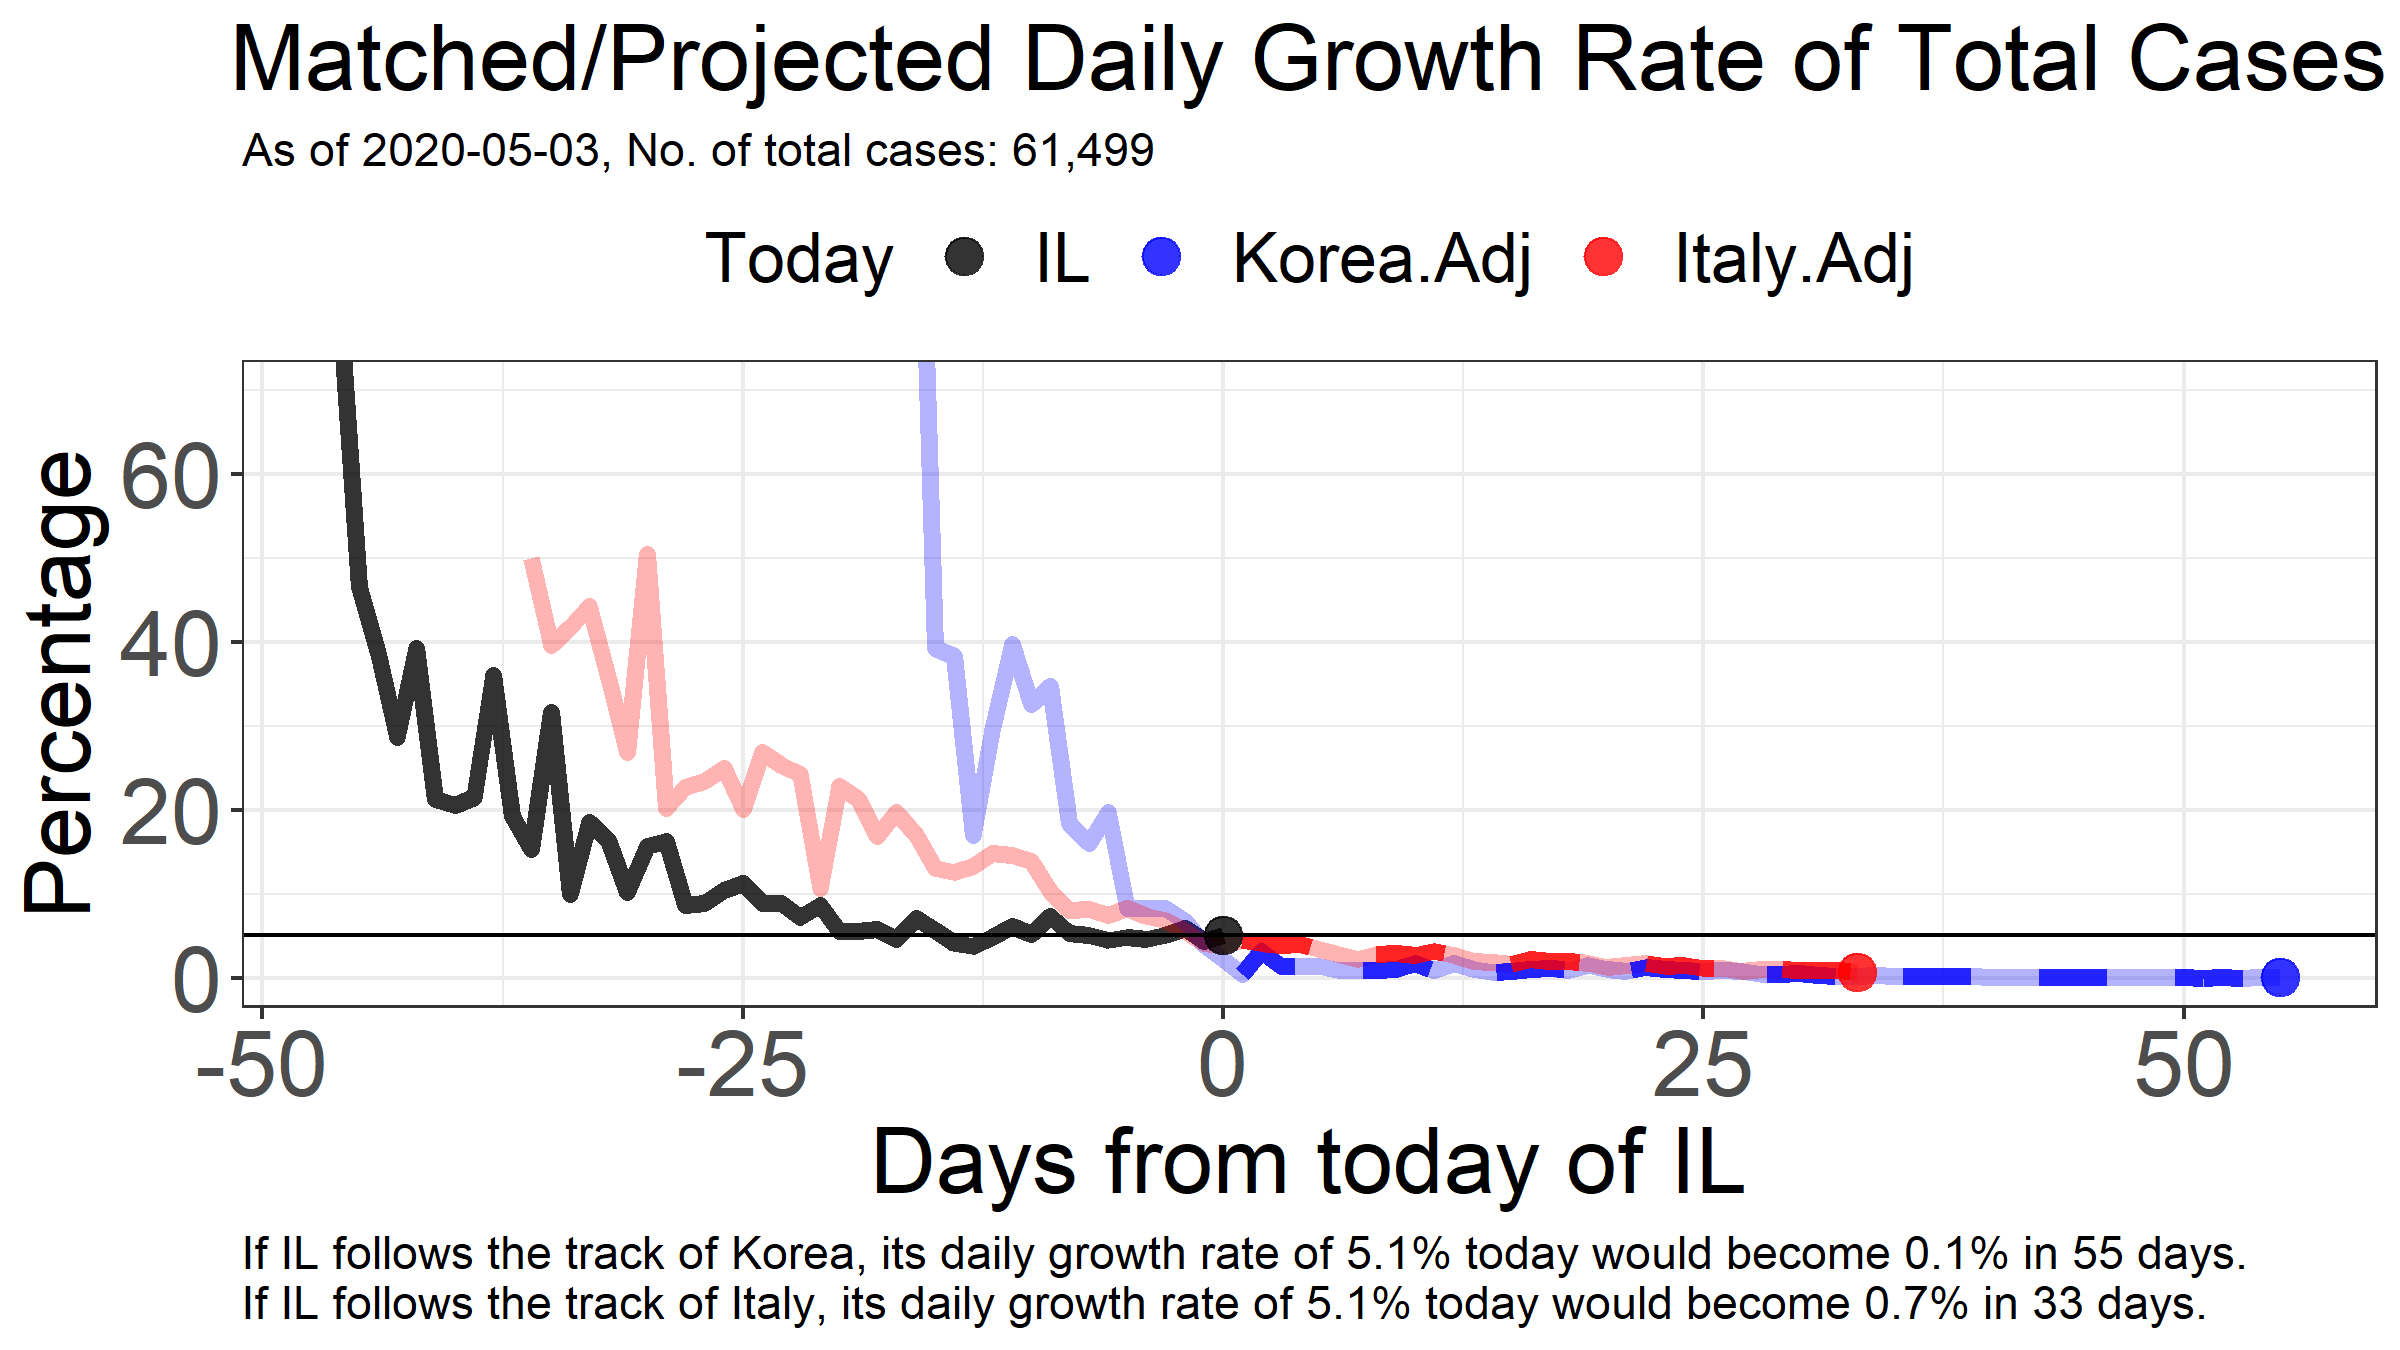 Matched/Projected Daily Growth Rate of Total Cases
As of 2020-05-03, No. of total cases: 61,499
Today IL Korea.Adj Italy.Adj
Percentage
60
40
20
0
-50 -25 0 25 50
Days from today of IL
If IL follows the track of Korea, its daily growth rate of 5.1% today would become 0.1% in 55 days.
If IL follows the track of Italy, its daily growth rate of 5.1% today would become 0.7% in 33 days.